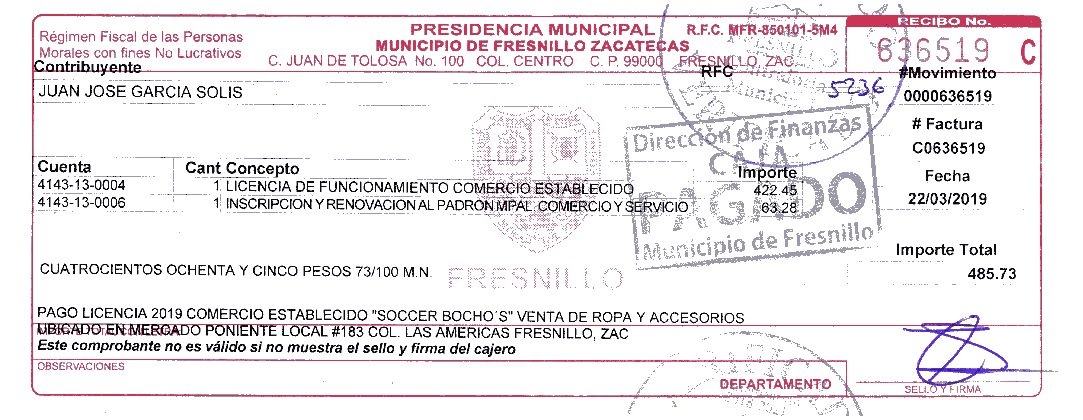 Régimen Fiscal de las Personas
Morales con fines No Lucrativos
PRESIDENCIA MUNICIPAL
MUNICIPIO DE FRESNILLO ZACATECAS
C. JUAN DE TOLOSA No. 100 COL. CENTRO C. P. 99000 FRESNILLO, ZAC.
R.F.C. MFR-850101-5M4
RECIBO No.
636519 C
Contribuyente
RFC
#Movimiento
JUAN JOSE GARCIA SOLIS
5236
0000636519
# Factura
C0636519
Dirección de Finanzas
CAJA
PAGADO
Municipio de Fresnillo
Cuenta Cant Concepto Importe
Fecha
4143-13-0004 1 LICENCIA DE FUNCIONAMIENTO COMERCIO ESTABLECIDO 422.45
4143-13-0006 1 INSCRIPCION Y RENOVACION AL PADRON MPAL. COMERCIO Y SERVICIO 63.28
22/03/2019
Importe Total
485.73
CUATROCIENTOS OCHENTA Y CINCO PESOS 73/100 M.N.
FRESNILLO
PAGO LICENCIA 2019 COMERCIO ESTABLECIDO "SOCCER BOCHO´S" VENTA DE ROPA Y ACCESORIOS
UBICADO EN MERCADO PONIENTE LOCAL #183 COL. LAS AMERICAS FRESNILLO, ZAC
Este comprobante no es válido si no muestra el sello y firma del cajero
OBSERVACIONES
DEPARTAMENTO
SELLO Y FIRMA